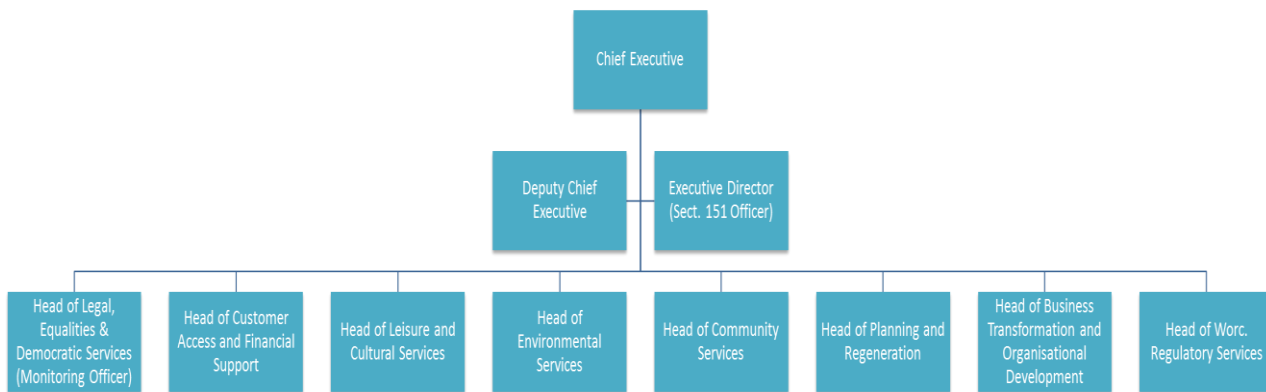 Chief Executive
Deputy Chief
Executive
Executive Director
(Sect. 151 Officer)
Head of Legal,
Equalities &
Democratic Services
(Monitoring Officer)
Head of Customer
Access and Financial
Support
Head of Leisure and
Cultural Services
Head of
Environmental
Services
Head of Community
Services
Head of Planning and
Regeneration
Head of Business
Transformation and
Organisational
Development
Head of Worc.
Regulatory Services